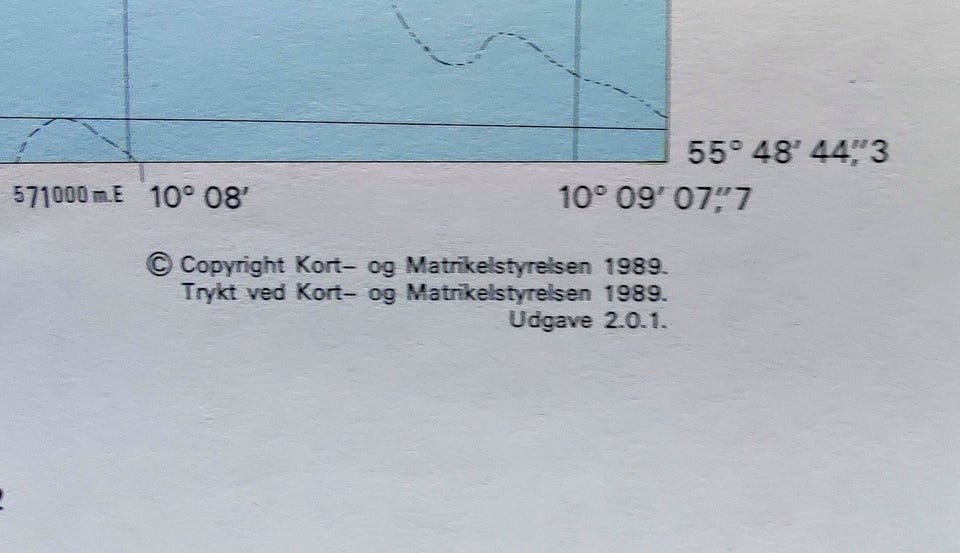 55° 48′ 44,″3
571000 m.E 10° 08′ 10° 09′ 07,″7
© Copyright Kort– og Matrikelstyrelsen 1989.
Trykt ved Kort– og Matrikelstyrelsen 1989.
Udgave 2.0.1.